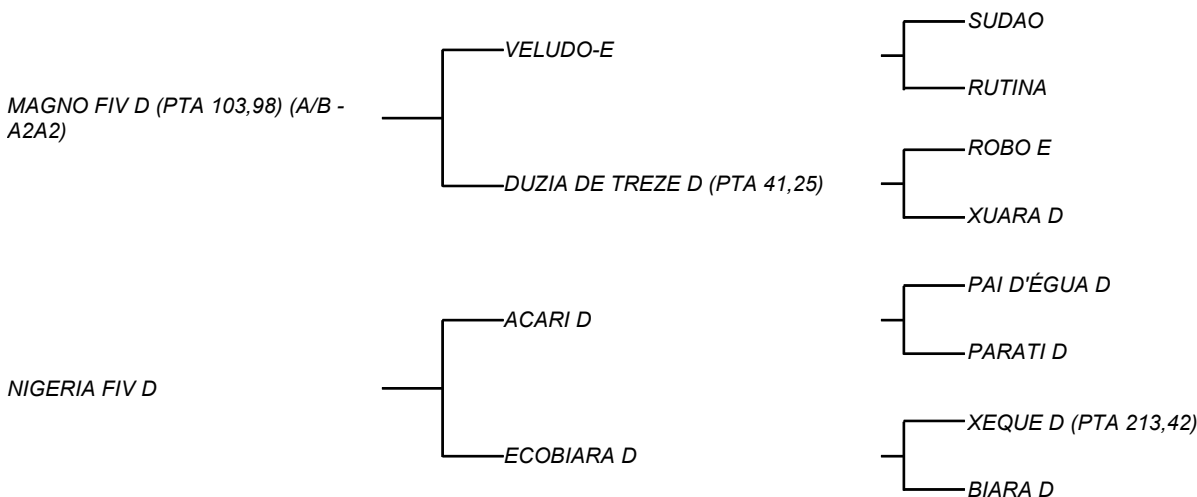 SUDAO
VELUDO-E
RUTINA
MAGNO FIV D (PTA 103,98) (A/B -
A2A2)
ROBO E
DUZIA DE TREZE D (PTA 41,25)
XUARA D
PAI D'ÉGUA D
ACARI D
PARATI D
NIGERIA FIV D
XEQUE D (PTA 213,42)
ECOBIARA D
BIARA D